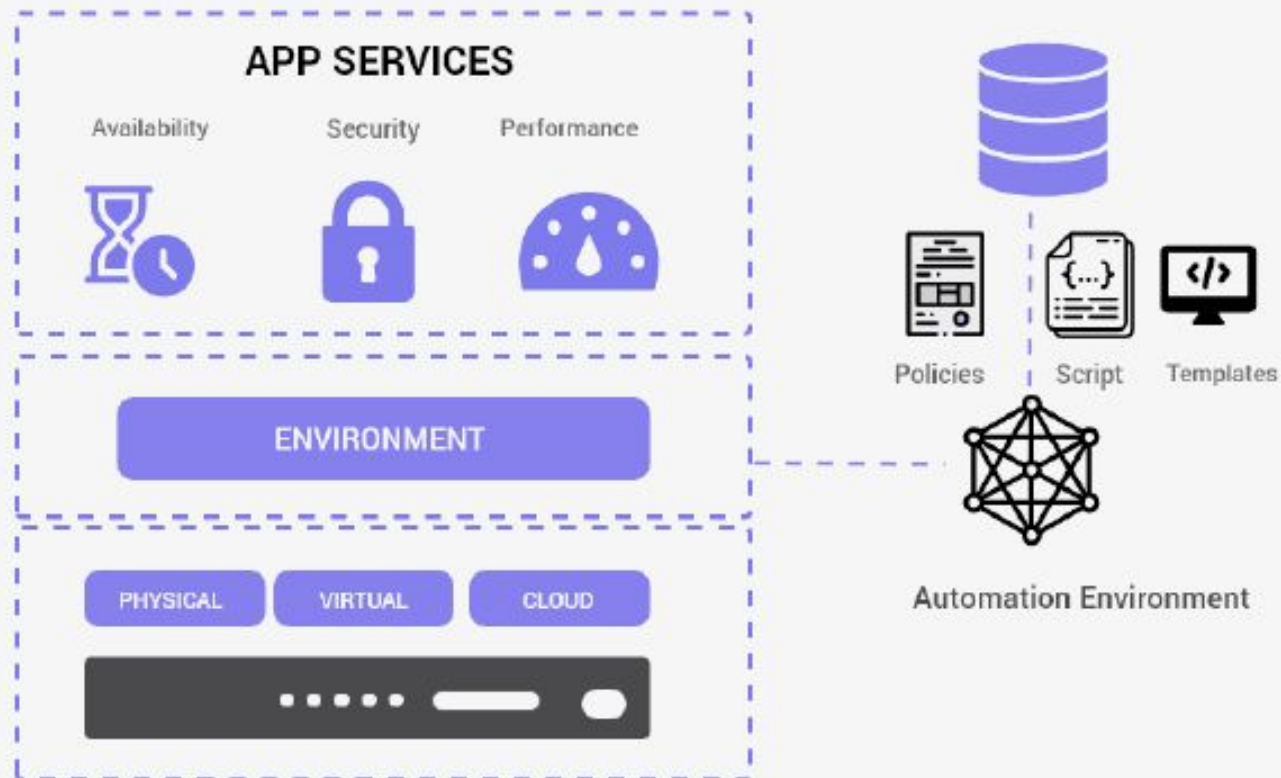 APP SERVICES
Availability Security Performance
{...} </>
Policies Script Templates
ENVIRONMENT
PHYSICAL VIRTUAL CLOUD
Automation Environment